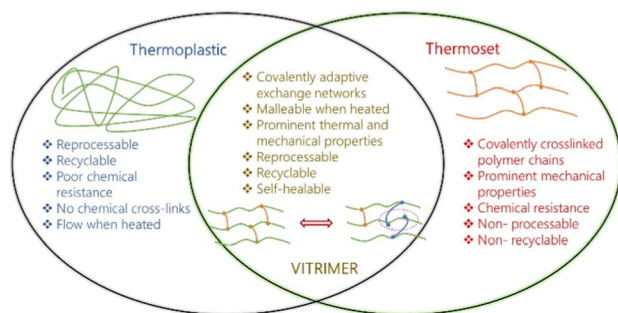 Thermoplastic
❖ Reprocessable
❖ Recyclable
❖ Poor chemical
resistance
❖ No chemical cross-links
❖ Flow when heated
❖ Covalently adaptive
exchange networks
❖ Malleable when heated
❖ Prominent thermal and
mechanical properties
❖ Reprocessable
❖ Recyclable
❖ Self-healable
VITRIMER
Thermoset
❖ Covalently crosslinked
polymer chains
❖ Prominent mechanical
properties
❖ Chemical resistance
❖ Non- processable
❖ Non- recyclable